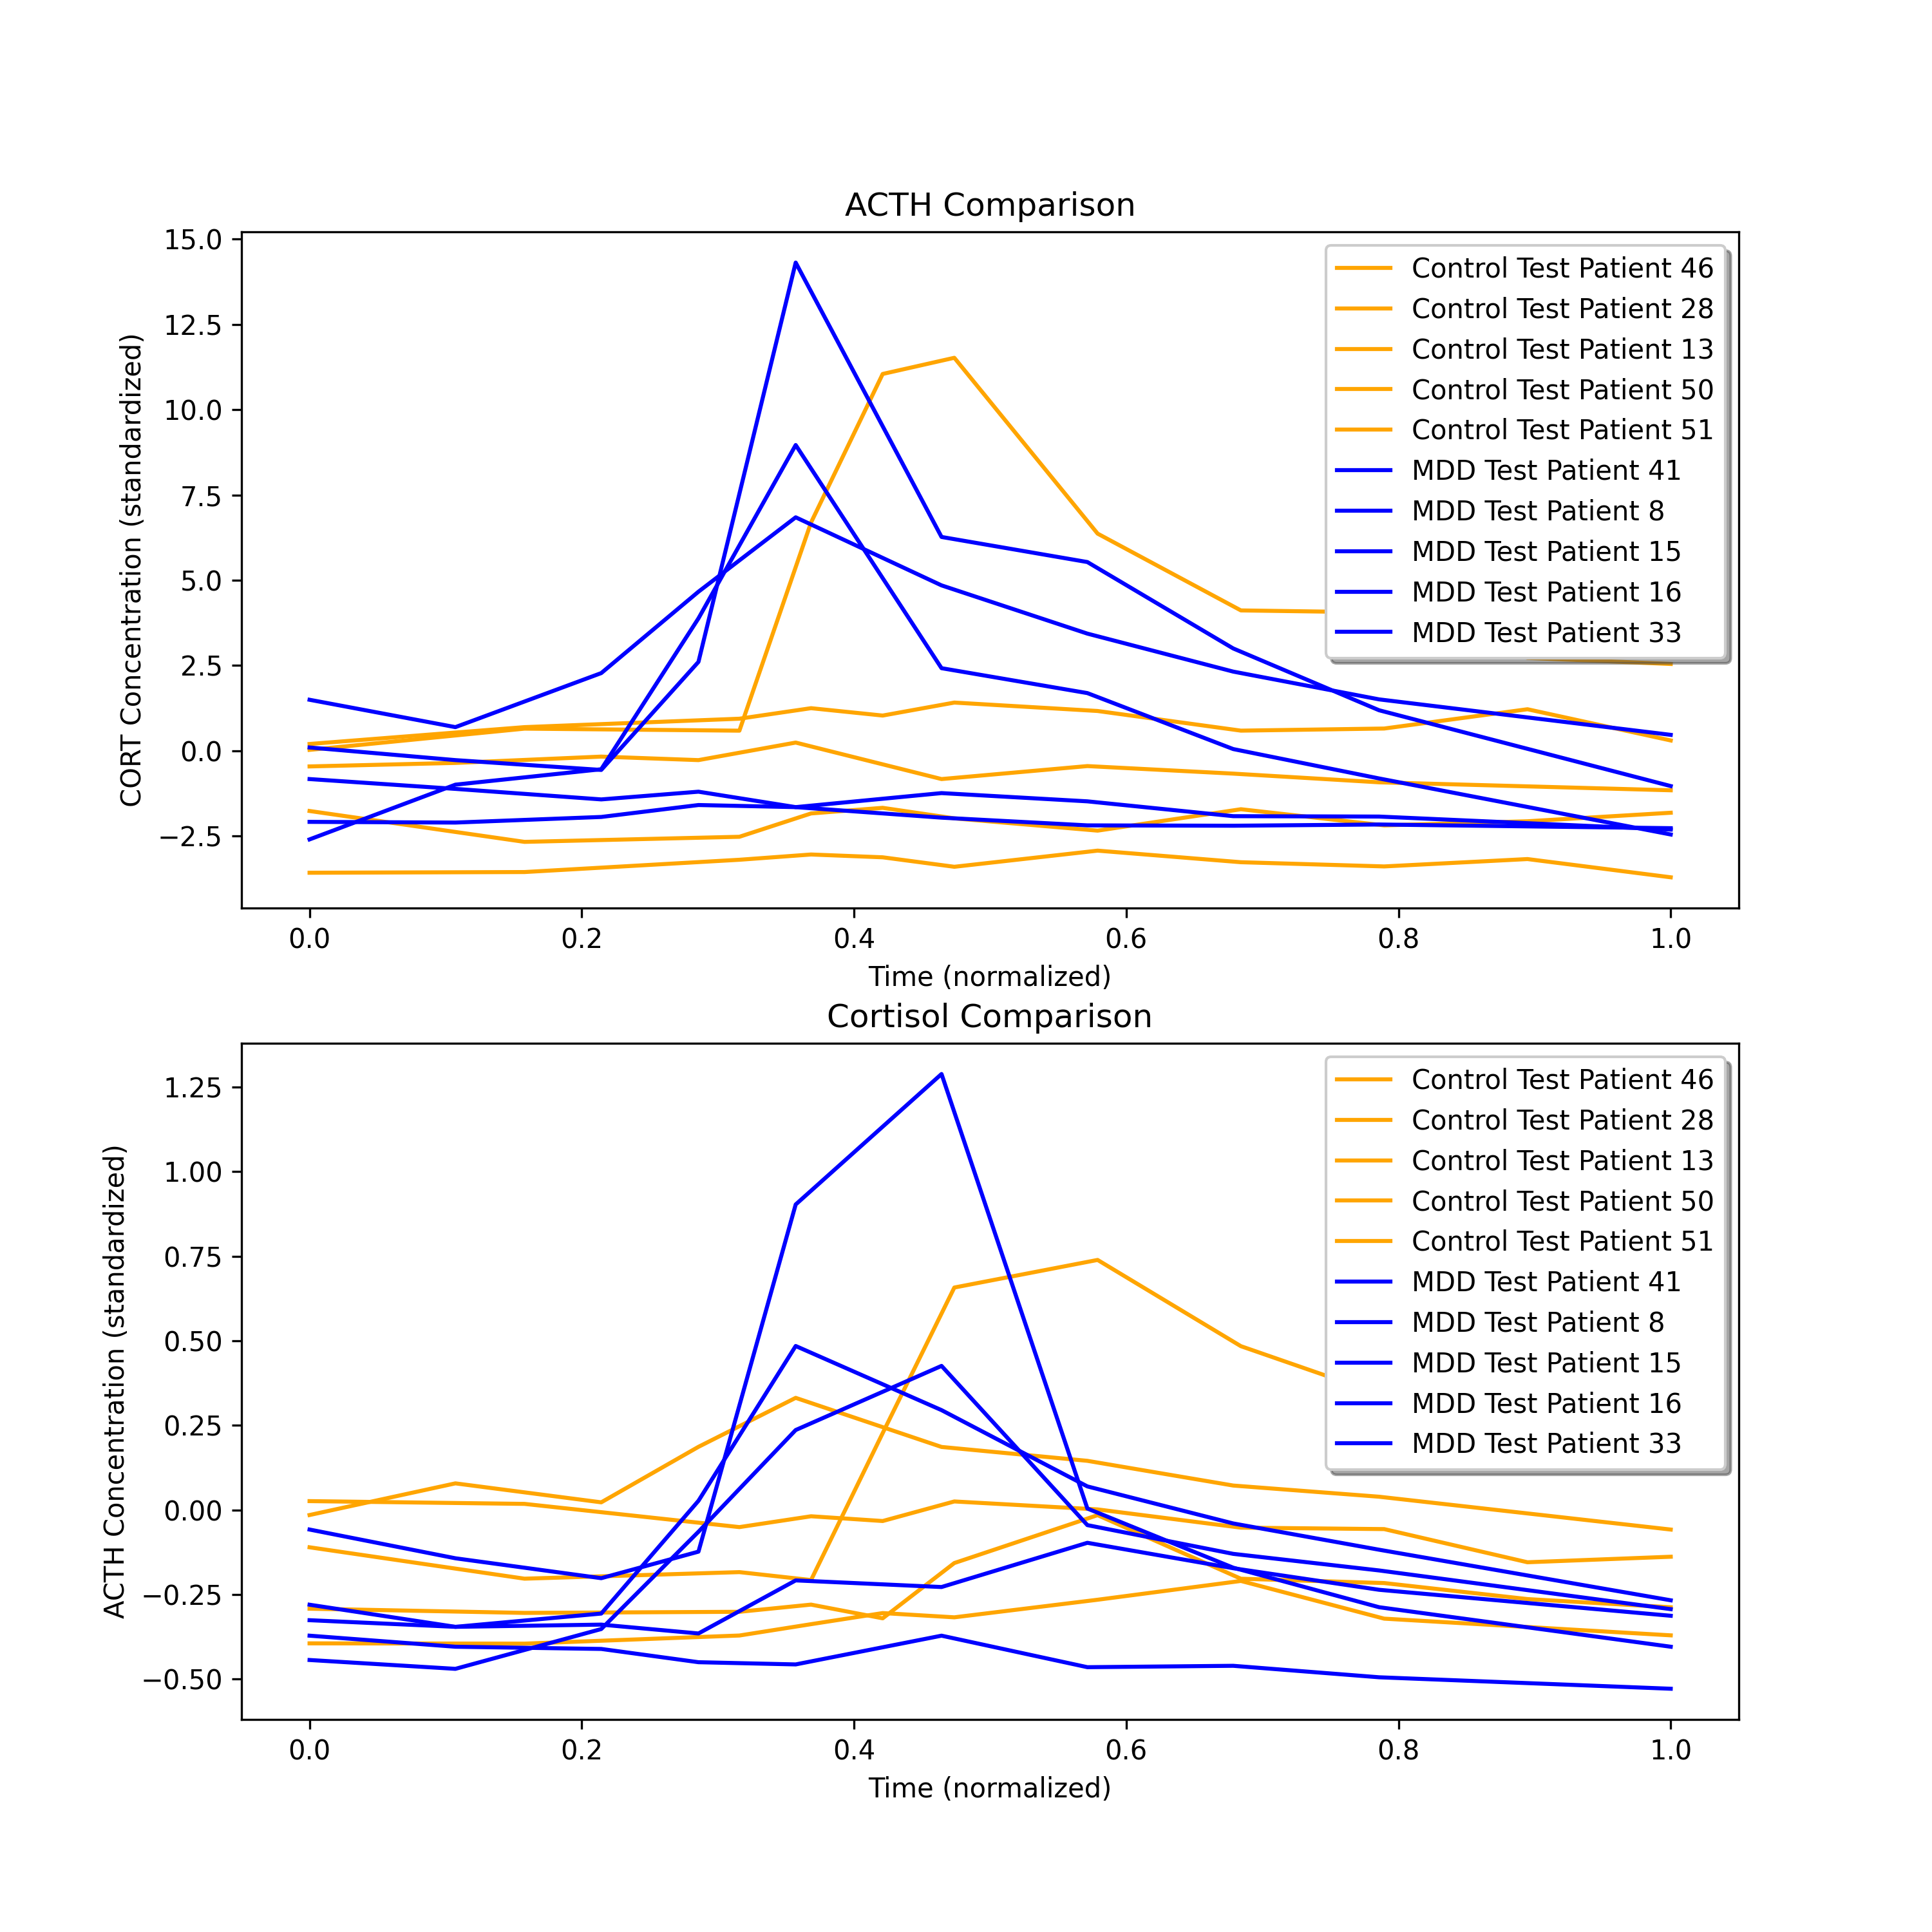 ACTH Comparison
15.0
12.5
10.0
7.5
5.0
2.5
0.0
−2.5
CORT Concentration (standardized)
Control Test Patient 46
Control Test Patient 28
Control Test Patient 13
Control Test Patient 50
Control Test Patient 51
MDD Test Patient 41
MDD Test Patient 8
MDD Test Patient 15
MDD Test Patient 16
MDD Test Patient 33
0.0 0.2 0.4 0.6 0.8 1.0
Time (normalized)
Cortisol Comparison
1.25
1.00
0.75
0.50
0.25
0.00
−0.25
−0.50
ACTH Concentration (standardized)
Control Test Patient 46
Control Test Patient 28
Control Test Patient 13
Control Test Patient 50
Control Test Patient 51
MDD Test Patient 41
MDD Test Patient 8
MDD Test Patient 15
MDD Test Patient 16
MDD Test Patient 33
0.0 0.2 0.4 0.6 0.8 1.0
Time (normalized)